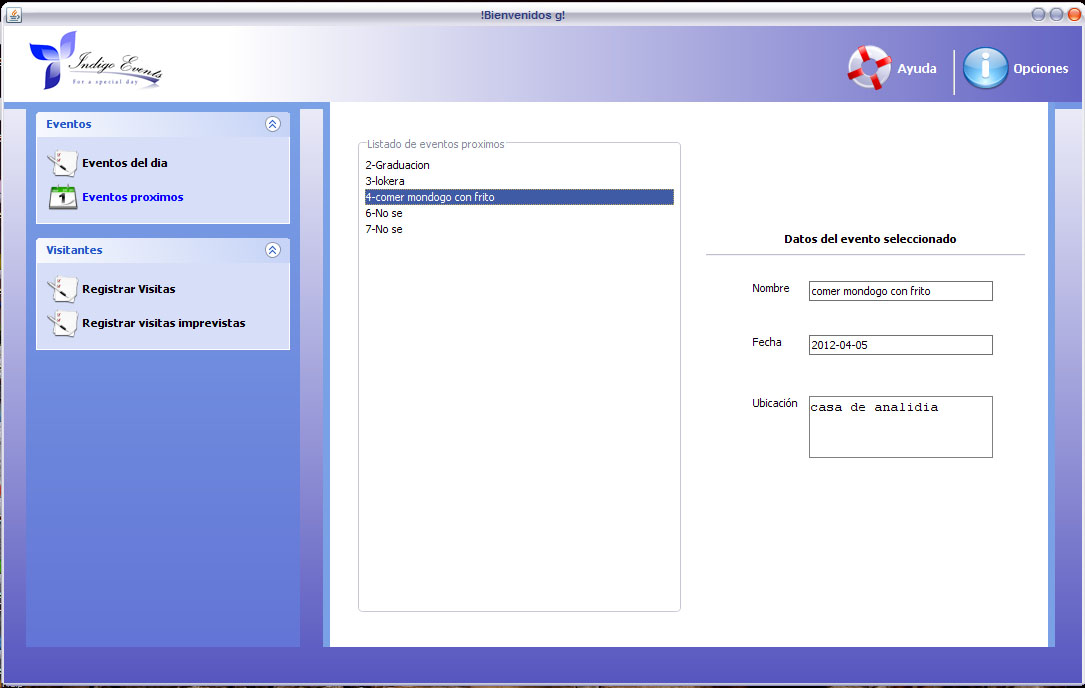 !Bienvenidos g!
Indigo Events
For a special day
Ayuda
Opciones
Eventos
Eventos del dia
1
Eventos proximos
Visitantes
Registrar Visitas
Registrar visitas imprevistas
Listado de eventos proximos
2-Graduacion
3-lokera
4-comer mondogo con frito
6-No se
7-No se
Datos del evento seleccionado
Nombre
comer mondogo con frito
Fecha
2012-04-05
Ubicación
casa de analidia